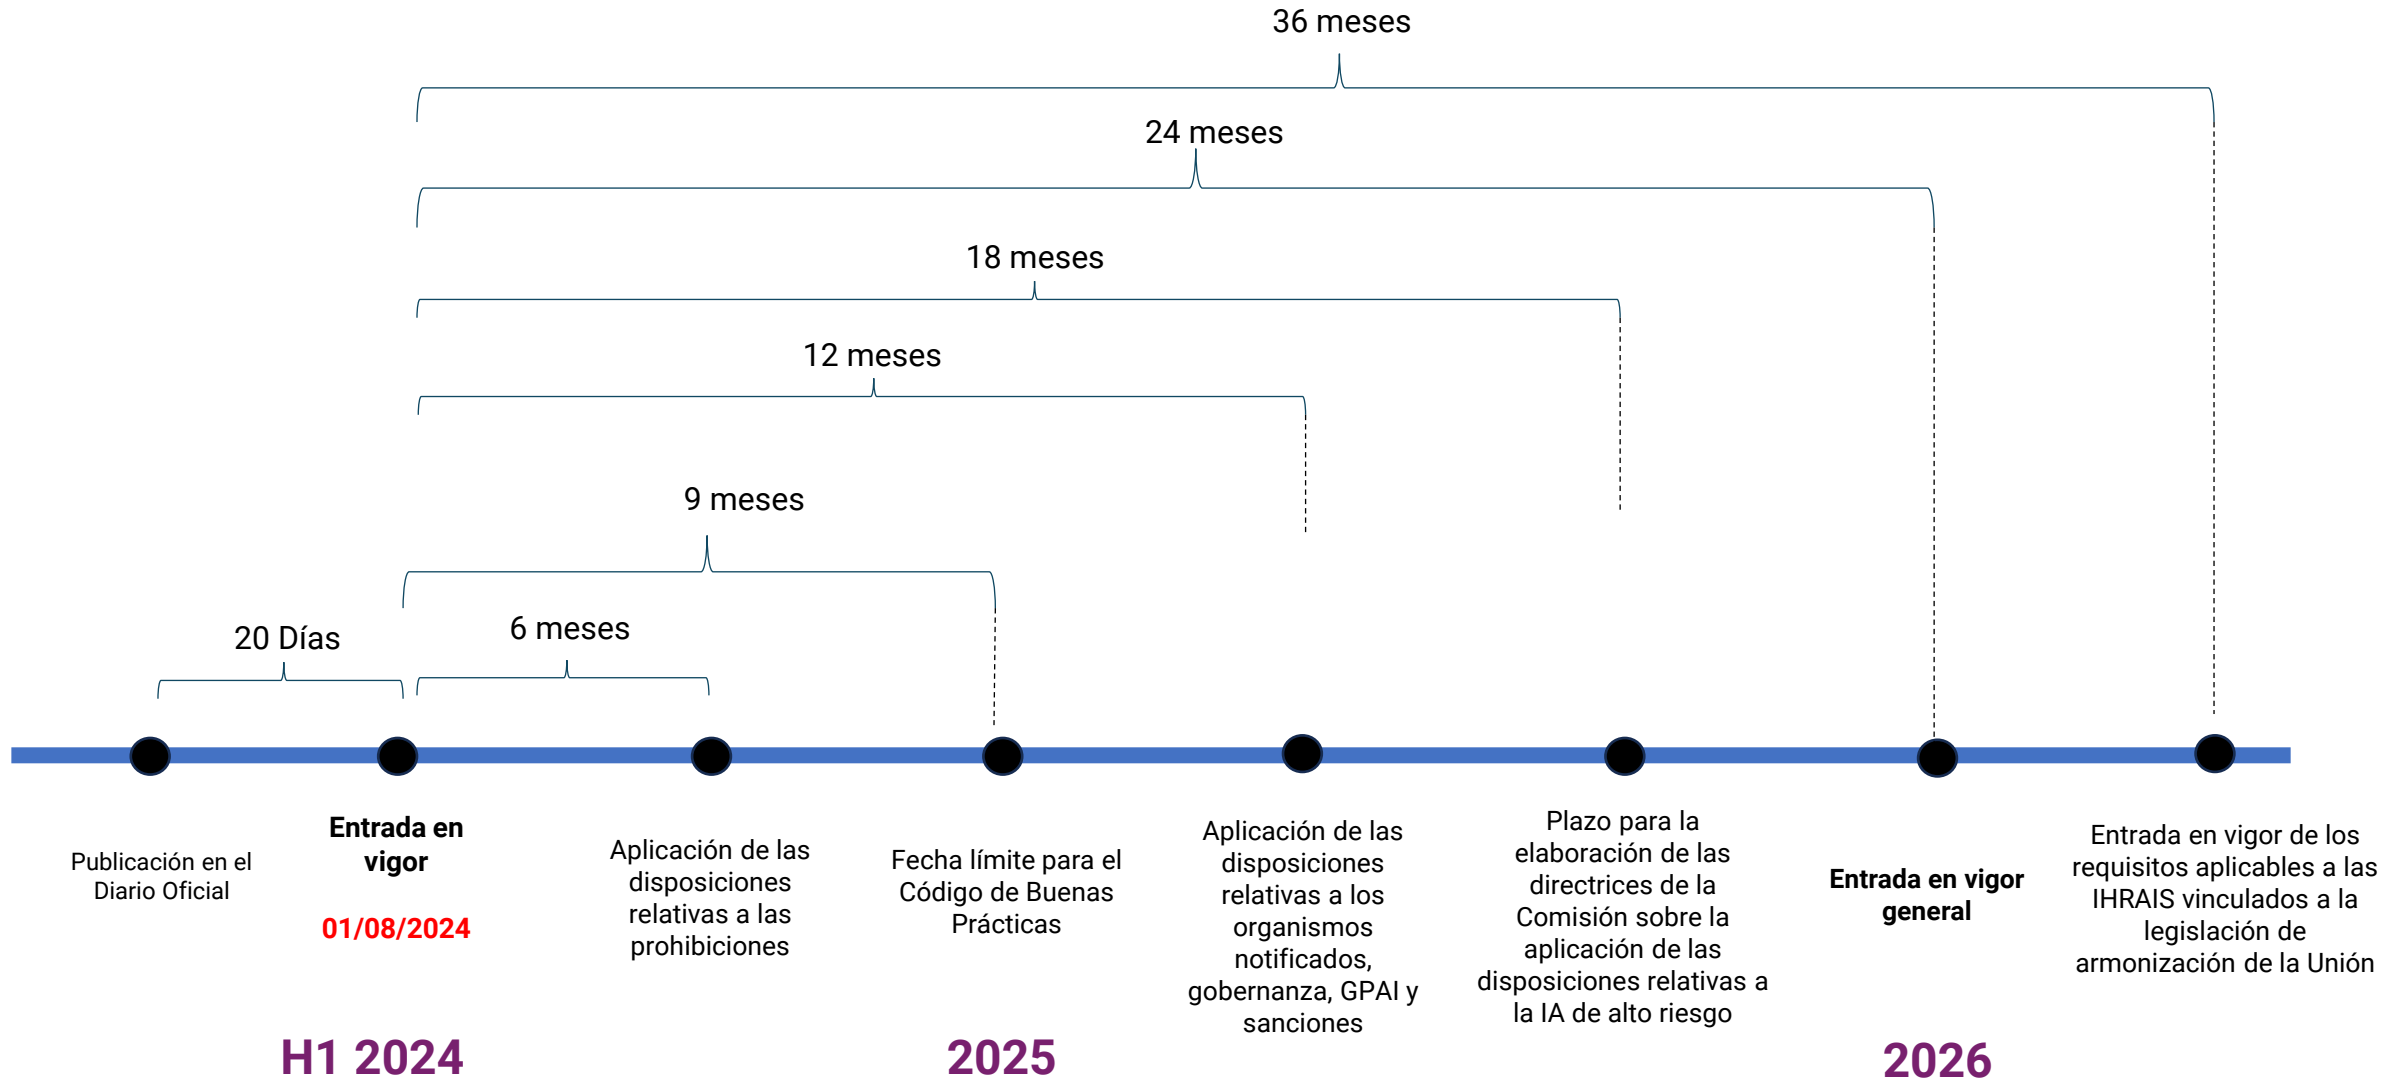 36 meses
24 meses
18 meses
12 meses
9 meses
20 Días
6 meses
Publicación en el
Diario Oficial
Entrada en
vigor
01/08/2024
Aplicación de las
disposiciones
relativas a las
prohibiciones
Fecha límite para el
Código de Buenas
Prácticas
Aplicación de las
disposiciones
relativas a los
organismos
notificados,
gobernanza, GPAI y
sanciones
Plazo para la
elaboración de las
directrices de la
Comisión sobre la
aplicación de las
disposiciones relativas a
la IA de alto riesgo
Entrada en vigor
general
Entrada en vigor de los
requisitos aplicables a las
IHRAIS vinculados a la
legislación de
armonización de la Unión
H1 2024
2025
2026